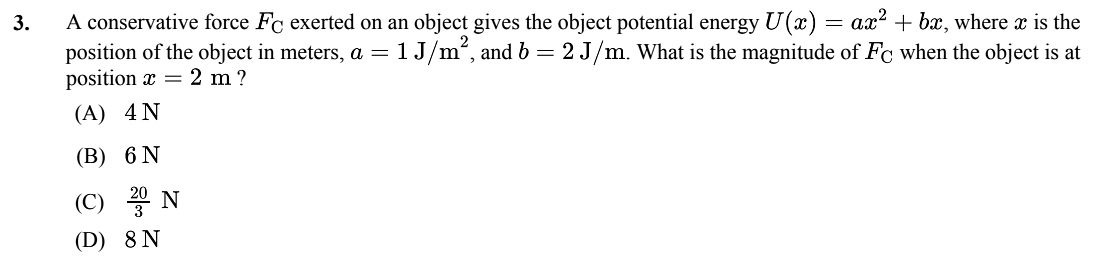 3. A conservative force F_C exerted on an object gives the object potential energy U(x) = ax² + bx, where x is the
position of the object in meters, a = 1 J/m², and b = 2 J/m. What is the magnitude of F_C when the object is at
position x = 2 m ?
(A) 4 N
(B) 6 N
(C) 20/3 N
(D) 8 N